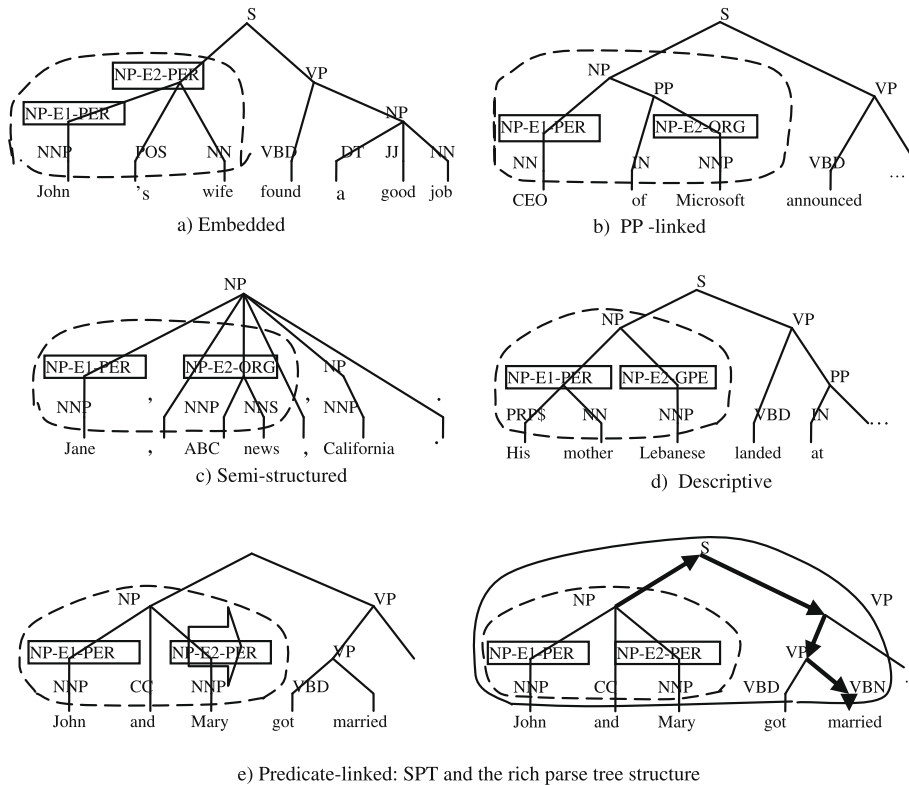 S
NP-E2-PER VP
NP-E1-PER NP
NNP POS NN VBD DT JJ NN
John 's wife found a good job
a) Embedded
S
NP
PP VP
NP-E1-PER NP-E2-ORG
NN IN NNP VBD
CEO of Microsoft announced ...
b) PP -linked
NP
NP-E1-PER NP-E2-ORG NP
NNP , NNP NNS , NNP .
Jane , ABC news , California .
c) Semi-structured
S
NP VP
NP-E1-PER NP-E2-GPE PP
PRP$ NN NNP VBD IN ...
His mother Lebanese landed at
d) Descriptive
NP VP
NP-E1-PER NP-E2-PER VP
NNP CC NNP VBD
John and Mary got married
S
NP VP
NP-E1-PER NP-E2-PER VP
NNP CC NNP VBD VBN
John and Mary got married
e) Predicate-linked: SPT and the rich parse tree structure